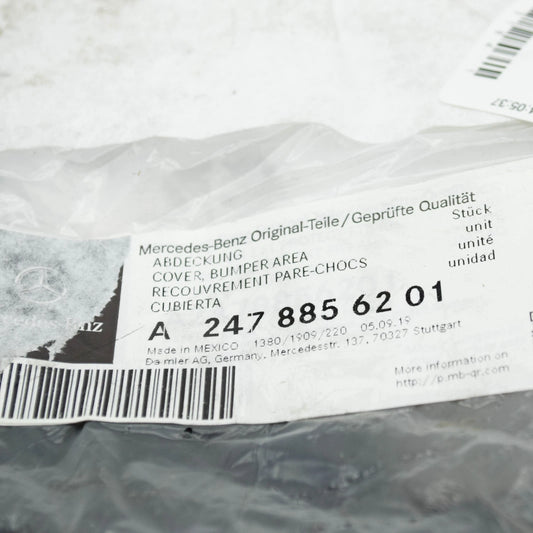 05-37
Mercedes-Benz Original-Teile/Geprüfte Qualität
ABDECKUNG Stück
COVER, BUMPER AREA unit
RECOUVREMENT PARE-CHOCS unité
CUBIERTA unidad
A 247 885 62 01
Made in MEXICO 1380/1909/220 05.09.19
Daimler AG, Germany, Mercedesstr. 137, 70327 Stuttgart
More information on
http://p.mb-qr.com/